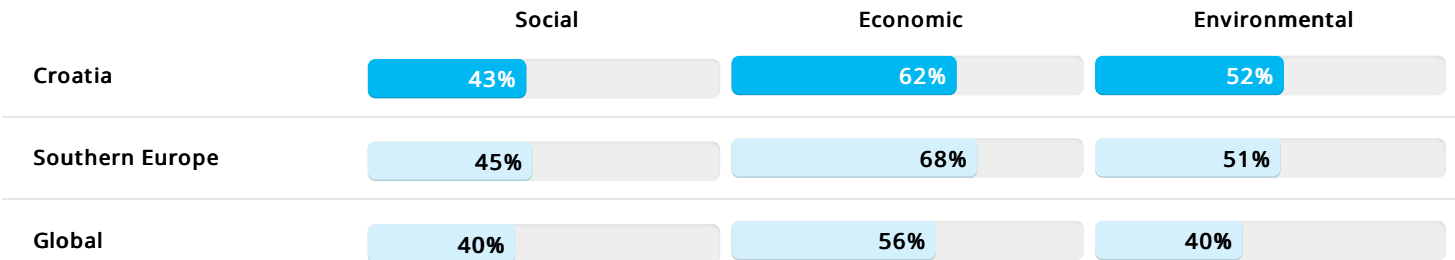 Social Economic Environmental
Croatia 43% 62% 52%
Southern Europe 45% 68% 51%
Global 40% 56% 40%